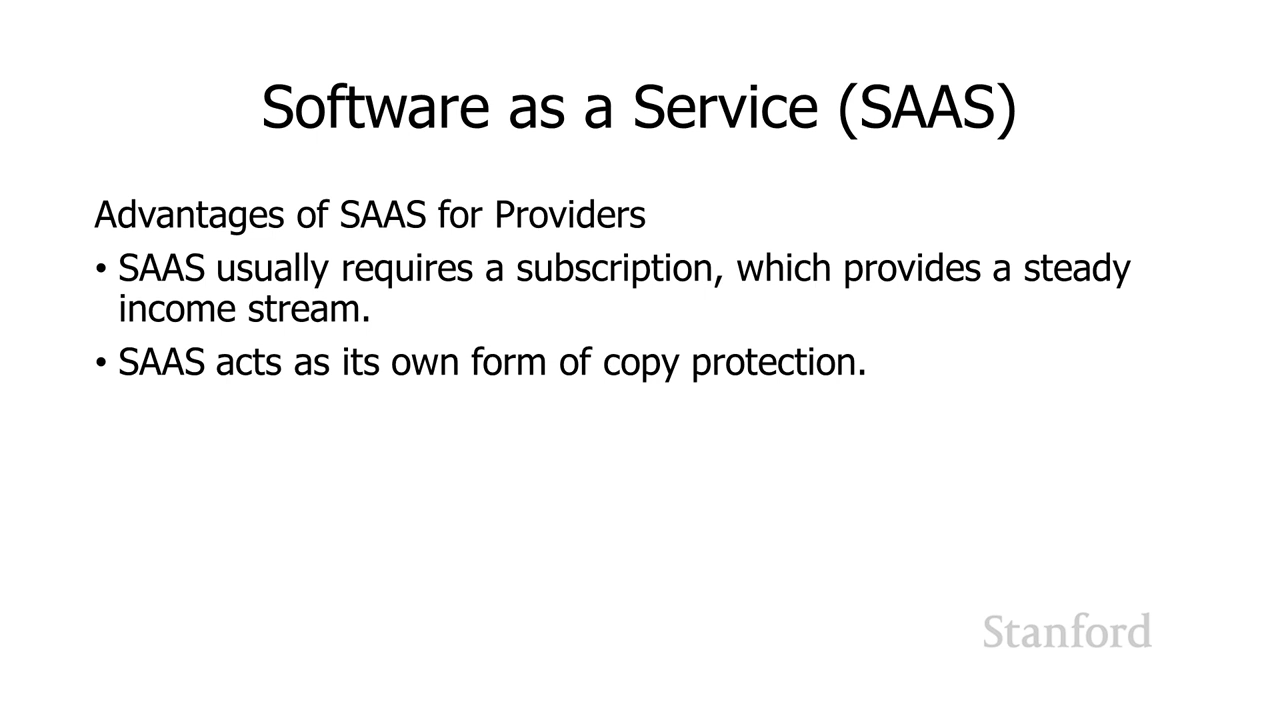 Software as a Service (SAAS)
Advantages of SAAS for Providers
• SAAS usually requires a subscription, which provides a steady
income stream.
• SAAS acts as its own form of copy protection.
Stanford